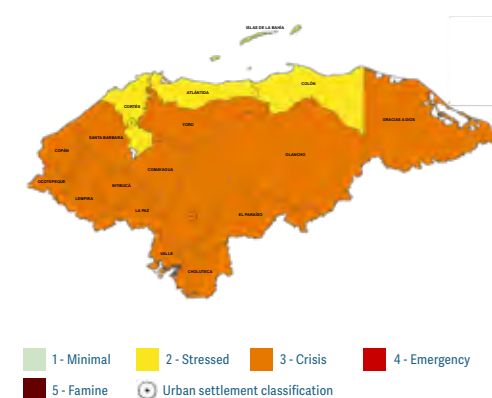 ISLAS DE LA BAHÍA
COLÓN
ATLÁNTIDA
CORTÉS
GRACIAS A DIOS
YORO
SANTA BARBARA
COPÁN
OLANCHO
COMAYAGUA
OCOTEPEQUE
INTIBUCA
LEMPIRA
LA PAZ
EL PARAÍSO
VALLE
CHOLUTECA
1 - Minimal
2 - Stressed
3 - Crisis
4 - Emergency
5 - Famine
Urban settlement classification